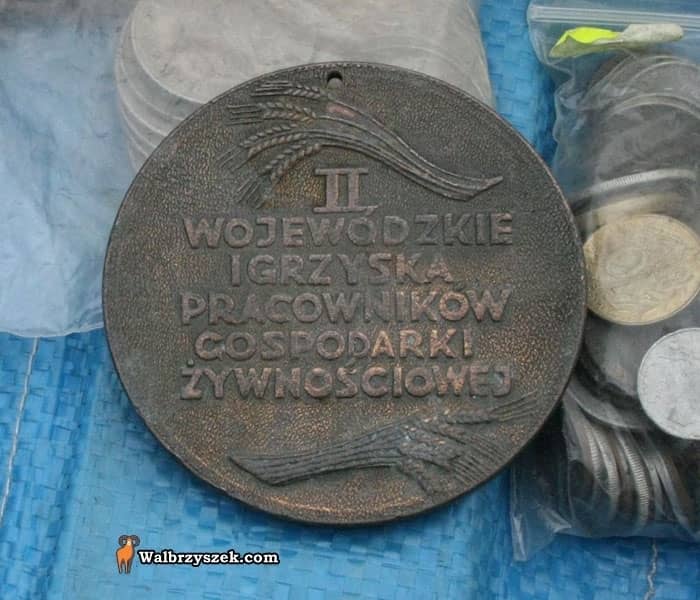 II
WOJEWÓDZKIE
IGRZYSKA
PRACOWNIKÓW
GOSPODARKI
ŻYWNOŚCIOWEJ
Walbrzyszek.com